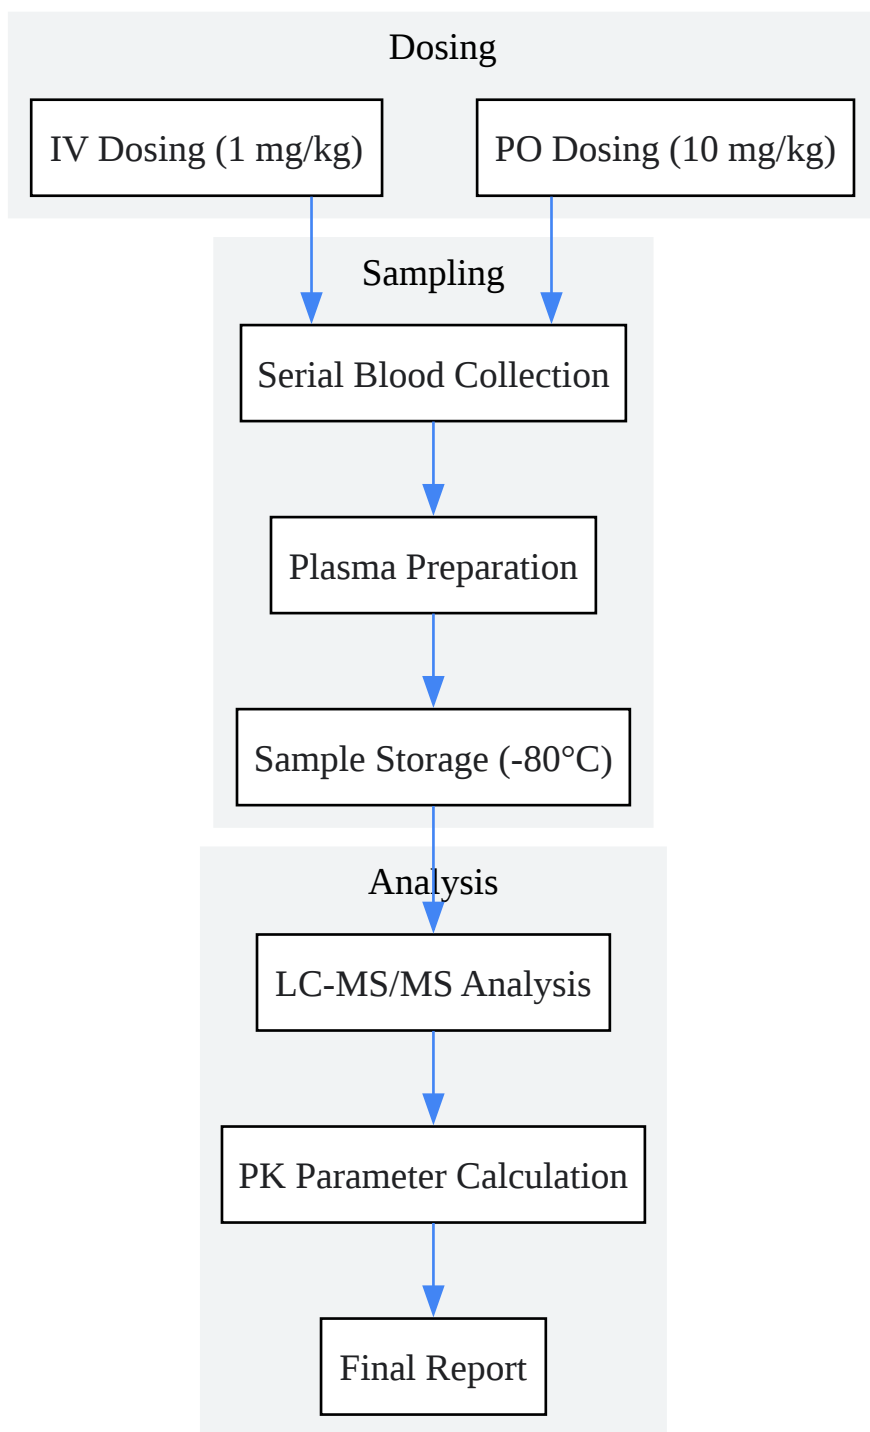 Dosing
IV Dosing (1 mg/kg)
PO Dosing (10 mg/kg)
Sampling
Serial Blood Collection
Plasma Preparation
Sample Storage (-80°C)
Analysis
LC-MS/MS Analysis
PK Parameter Calculation
Final Report